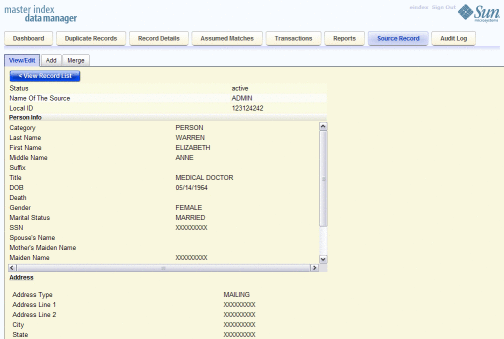 master index
data manager
windev Sign Out
Sun
microsystems
Dashboard Duplicate Records Record Details Assumed Matches Transactions Reports Source Record Audit Log
View/Edit Add Merge
< View Record List
Status active
Name Of The Source ADMIN
Local ID 123124242
Person Info
Category PERSON
Last Name WARREN
First Name ELIZABETH
Middle Name ANNE
Suffix
Title MEDICAL DOCTOR
DOB 05/14/1964
Death
Gender FEMALE
Marital Status MARRIED
SSN XXXXXXXXX
Spouse's Name
Mother's Maiden Name
Maiden Name XXXXXXXXX
Address
Address Type MAILING
Address Line 1 XXXXXXXXX
Address Line 2 XXXXXXXXX
City XXXXXXXXX
State XXXXXXXXX